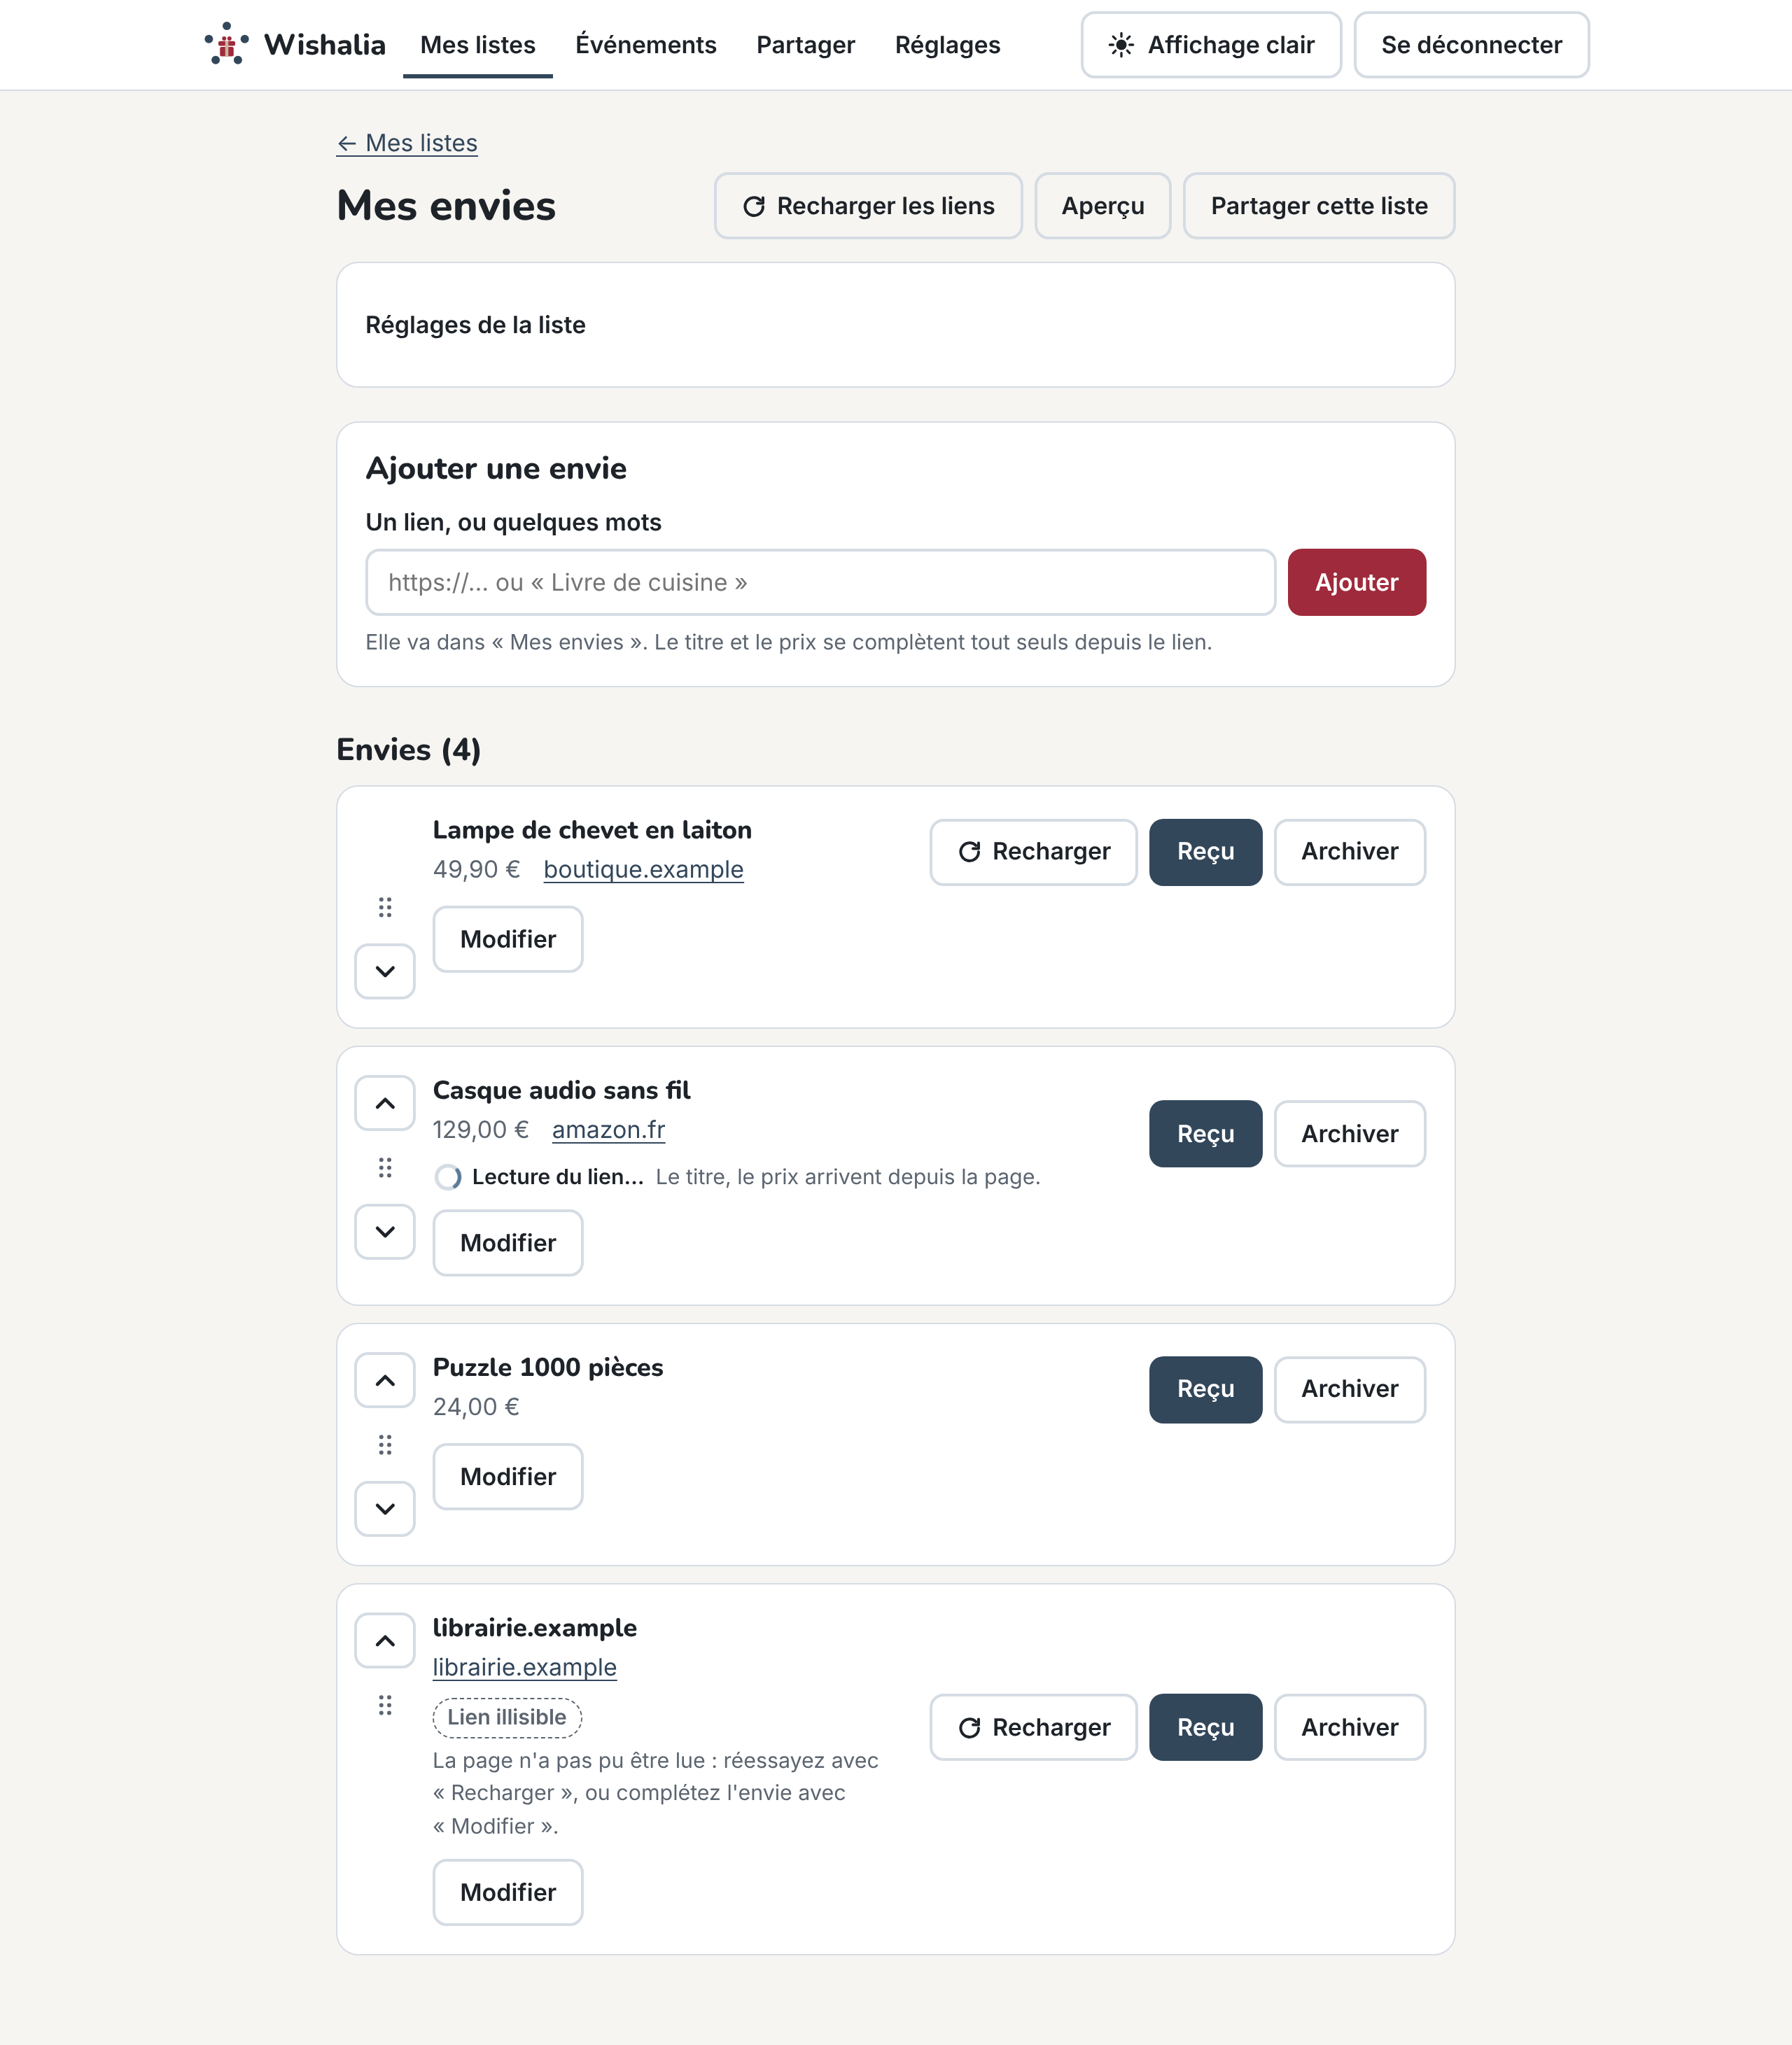 Wishalia
Mes listes
Événements
Partager
Réglages
Affichage clair
Se déconnecter
← Mes listes
Mes envies
Recharger les liens
Aperçu
Partager cette liste
Réglages de la liste
Ajouter une envie
Un lien, ou quelques mots
https://... ou « Livre de cuisine »
Ajouter
Elle va dans « Mes envies ». Le titre et le prix se complètent tout seuls depuis le lien.
Envies (4)
Lampe de chevet en laiton
49,90 € boutique.example
Recharger
Reçu
Archiver
Modifier
Casque audio sans fil
129,00 € amazon.fr
Lecture du lien… Le titre, le prix arrivent depuis la page.
Reçu
Archiver
Modifier
Puzzle 1000 pièces
24,00 €
Reçu
Archiver
Modifier
librairie.example
librairie.example
Lien illisible
La page n'a pas pu être lue : réessayez avec
« Recharger », ou complétez l'envie avec
« Modifier ».
Recharger
Reçu
Archiver
Modifier